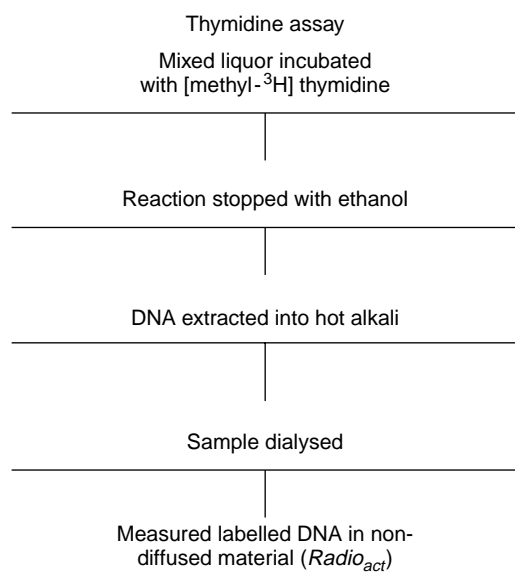 Thymidine assay
Mixed liquor incubated
with [methyl-³H] thymidine
Reaction stopped with ethanol
DNA extracted into hot alkali
Sample dialysed
Measured labelled DNA in non-
diffused material (Radio_act)